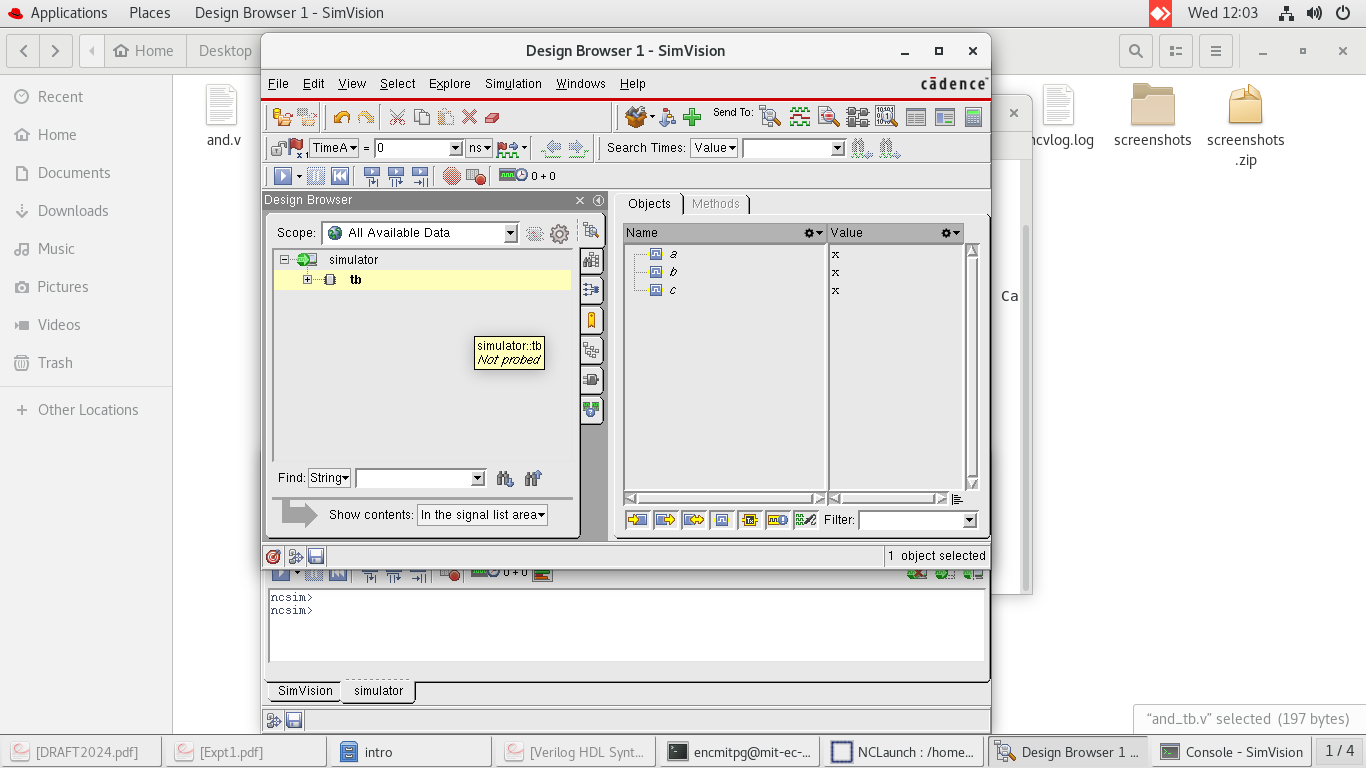 Applications Places Design Browser 1 - SimVision Wed 12:03
Home Desktop
Design Browser 1 - SimVision
File Edit View Select Explore Simulation Windows Help cādence
Send To:
TimeA = 0 ns Search Times: Value
0 + 0
Design Browser
Scope: All Available Data
simulator
tb
simulator::tb
Not probed
Find: String
Show contents: In the signal list area
Objects Methods
Name Value
a x
b x
c x
Filter:
1 object selected
0 + 0
ncsim>
ncsim>
SimVision simulator
Recent
Home
Documents
Downloads
Music
Pictures
Videos
Trash
Other Locations
and.v
ncvlog.log
screenshots
screenshots
.zip
Ca
“and_tb.v” selected (197 bytes)
[DRAFT2024.pdf] [Expt1.pdf] intro [Verilog HDL Synt... encmitpg@mit-ec-... NCLaunch : /home... Design Browser 1 ... Console - SimVision 1 / 4